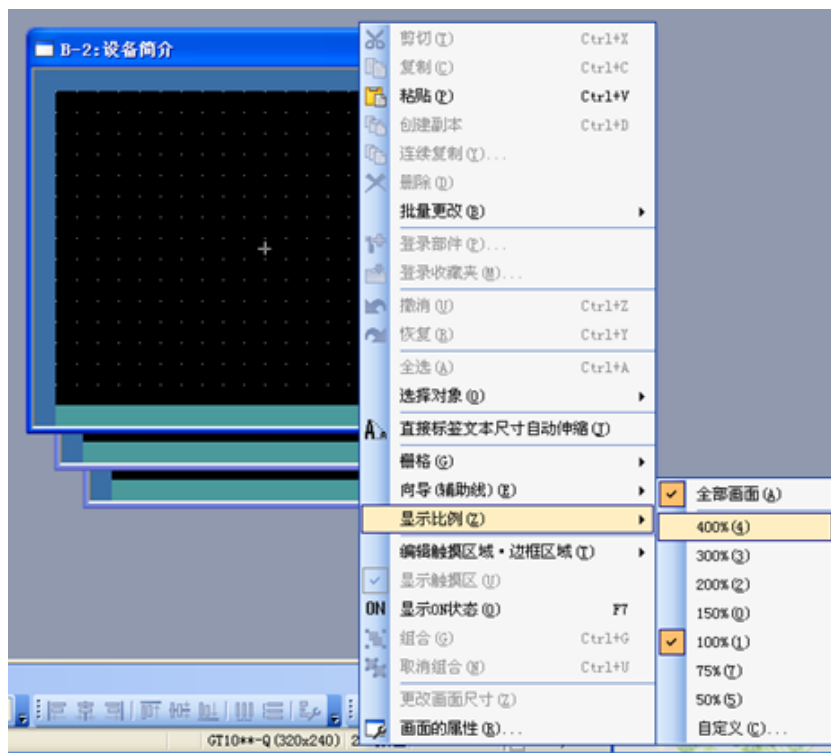 B-2:设备简介
剪切(T) Ctrl+X
复制(C) Ctrl+C
粘贴(P) Ctrl+V
创建副本 Ctrl+D
连续复制(Y)...
删除(D)
批量更改(B)
登录部件(P)...
登录收藏夹(M)...
撤消(U) Ctrl+Z
恢复(R) Ctrl+Y
全选(A) Ctrl+A
选择对象(O)
直接标签文本尺寸自动伸缩(J)
栅格(G)
向导(辅助线)(E)
显示比例(Z)
编辑触摸区域・边框区域(T)
显示触摸区(U)
ON 显示ON状态(O) F7
组合(G) Ctrl+G
取消组合(N) Ctrl+U
更改画面尺寸(Z)
画面的属性(R)...
全部画面(A)
400%(4)
300%(3)
200%(2)
150%(0)
100%(1)
75%(7)
50%(5)
自定义(C)...
GT10**-Q(320x240) 2